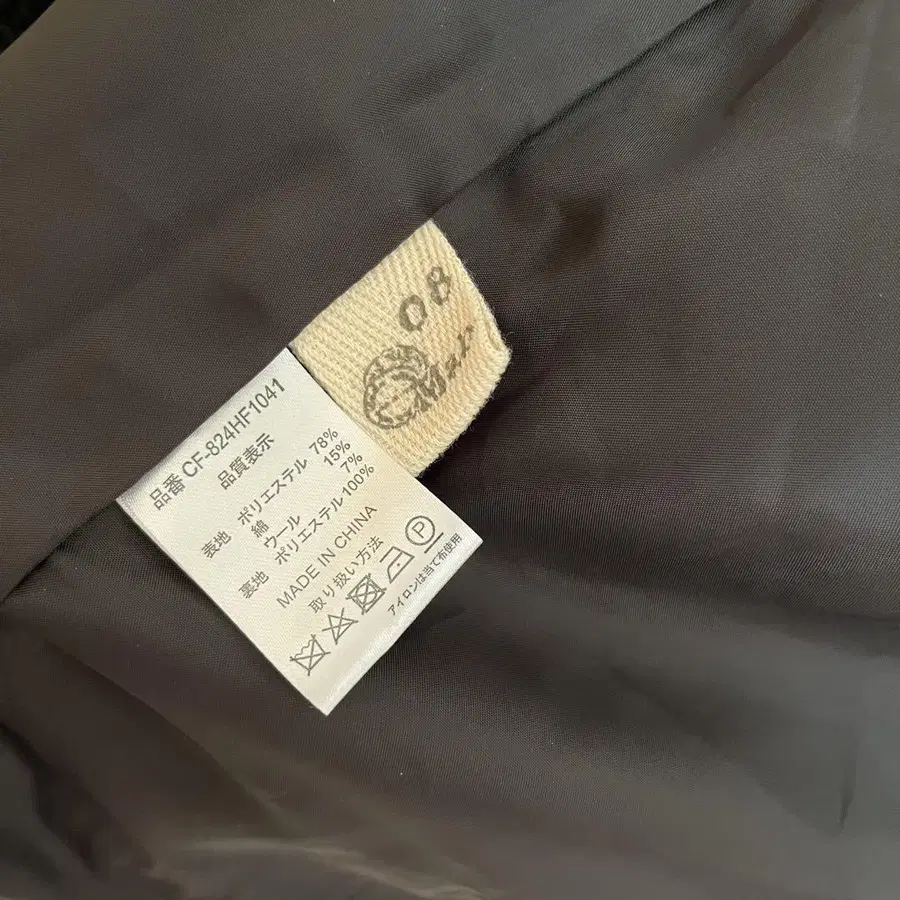 08
Mar
品番 CF-824HF1041
品質表示
表地 ポリエステル 78%
綿 15%
ウール 7%
裏地 ポリエステル 100%
MADE IN CHINA
取り扱い方法
P
アイロンは当て布使用